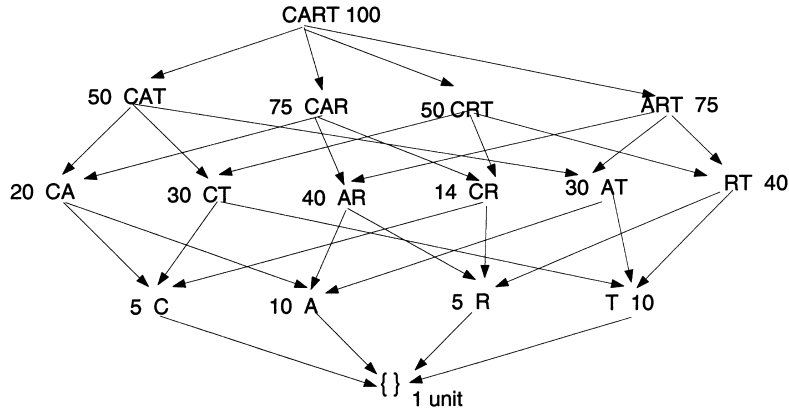 CART 100
50 CAT 75 CAR 50 CRT ART 75
20 CA 30 CT 40 AR 14 CR 30 AT RT 40
5 C 10 A 5 R T 10
{ } 1 unit